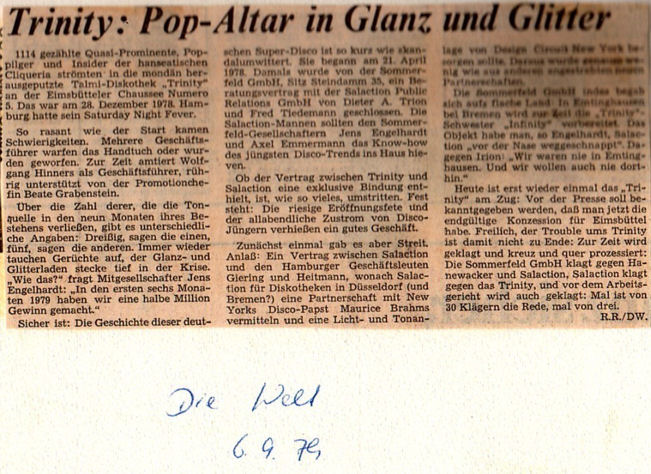 Trinity: Pop-Altar in Glanz und Glitter
1114 gezählte Quasi-Prominente, Pop-
pilger und Insider der hanseatischen
Cliqueria strömten in die mondän her-
ausgeputzte Talmi-Diskothek „Trinity"
an der Eimsbütteler Chaussee Numero
5. Das war am 28. Dezember 1978. Ham-
burg hatte sein Saturday Night Fever.
So rasant wie der Start kamen
Schwierigkeiten. Mehrere Geschäfts-
führer warfen das Handtuch oder wur-
den geworfen. Zur Zeit amtiert Wolf-
gang Hinners als Geschäftsführer, rüh-
rig unterstützt von der Promotionche-
fin Beate Grabenstein.
Über die Zahl derer, die die Ton-
quelle in den neun Monaten ihres Be-
stehens verließen, gibt es unterschiedli-
che Angaben: Dreißig, sagen die einen,
fünf, sagen die anderen. Immer wieder
tauchen Gerüchte auf, der Glanz- und
Glitterladen stecke tief in der Krise.
„Wie das?" fragt Mitgesellschafter Jens
Engelhardt: „In den ersten sechs Mona-
ten 1979 haben wir eine halbe Million
Gewinn gemacht."
Sicher ist: Die Geschichte dieser deut-
schen Super-Disco ist so kurz wie skan-
dalumwittert. Sie begann am 21. April
1978. Damals wurde von der Sommer-
feld GmbH, Sitz Steindamm 35, ein Be-
ratungsvertrag mit der Salaction Public
Relations GmbH von Dieter A. Trion
und Fred Tiedemann geschlossen. Die
Salaction-Mannen sollten den Sommer-
feld-Gesellschaftern Jens Engelhardt
und Axel Emmermann das Know-how
des jüngsten Disco-Trends ins Haus hie-
ven.
Ob der Vertrag zwischen Trinity und
Salaction eine exklusive Bindung ent-
hielt, ist, wie so vieles, umstritten. Fest
steht: Die riesige Eröffnungsfete und
der allabendliche Zustrom von Disco-
Jüngern verhießen ein gutes Geschäft.
Zunächst einmal gab es aber Streit.
Anlaß: Ein Vertrag zwischen Salaction
und den Hamburger Geschäftsleuten
Giering und Teitmann, wonach Salac-
tion für Diskotheken in Düsseldorf (und
Bremen?) eine Partnerschaft mit New
Yorks Disco-Papst Maurice Brahms
vermitteln und eine Licht- und Tonan-
lage von Design Circuit New York be-
sorgen sollte. Daraus wurde genauso we-
nig wie aus anderen angestrebten
Partnerschaften.
Die Sommerfeld GmbH indes begab
sich aufs flache Land. In Emtinghausen
bei Bremen wird zur Zeit die „Trinity"-
Schwester „Infinity" vorbereitet. Das
Objekt habe man, so Engelhardt, Salac-
tion „vor der Nase weggeschnappt". Da-
gegen Irion: „Wir waren nie in Emting-
hausen. Und wir wollen auch nie dort-
hin."
Heute ist erst wieder einmal das „Tri-
nity" am Zug: Vor der Presse soll be-
kanntgegeben werden, daß man jetzt die
endgültige Konzession für Eimsbüttel
habe. Freilich, der Trouble ums Trinity
ist damit nicht zu Ende: Zur Zeit wird
geklagt und kreuz und quer prozessiert:
Die Sommerfeld GmbH klagt gegen Ha-
newacker und Salaction, Salaction klagt
gegen das Trinity, und vor dem Arbeits-
gericht wird auch geklagt: Mal ist von
30 Klägern die Rede, mal von drei.
R.R./DW.
Die Welt
6.9.79